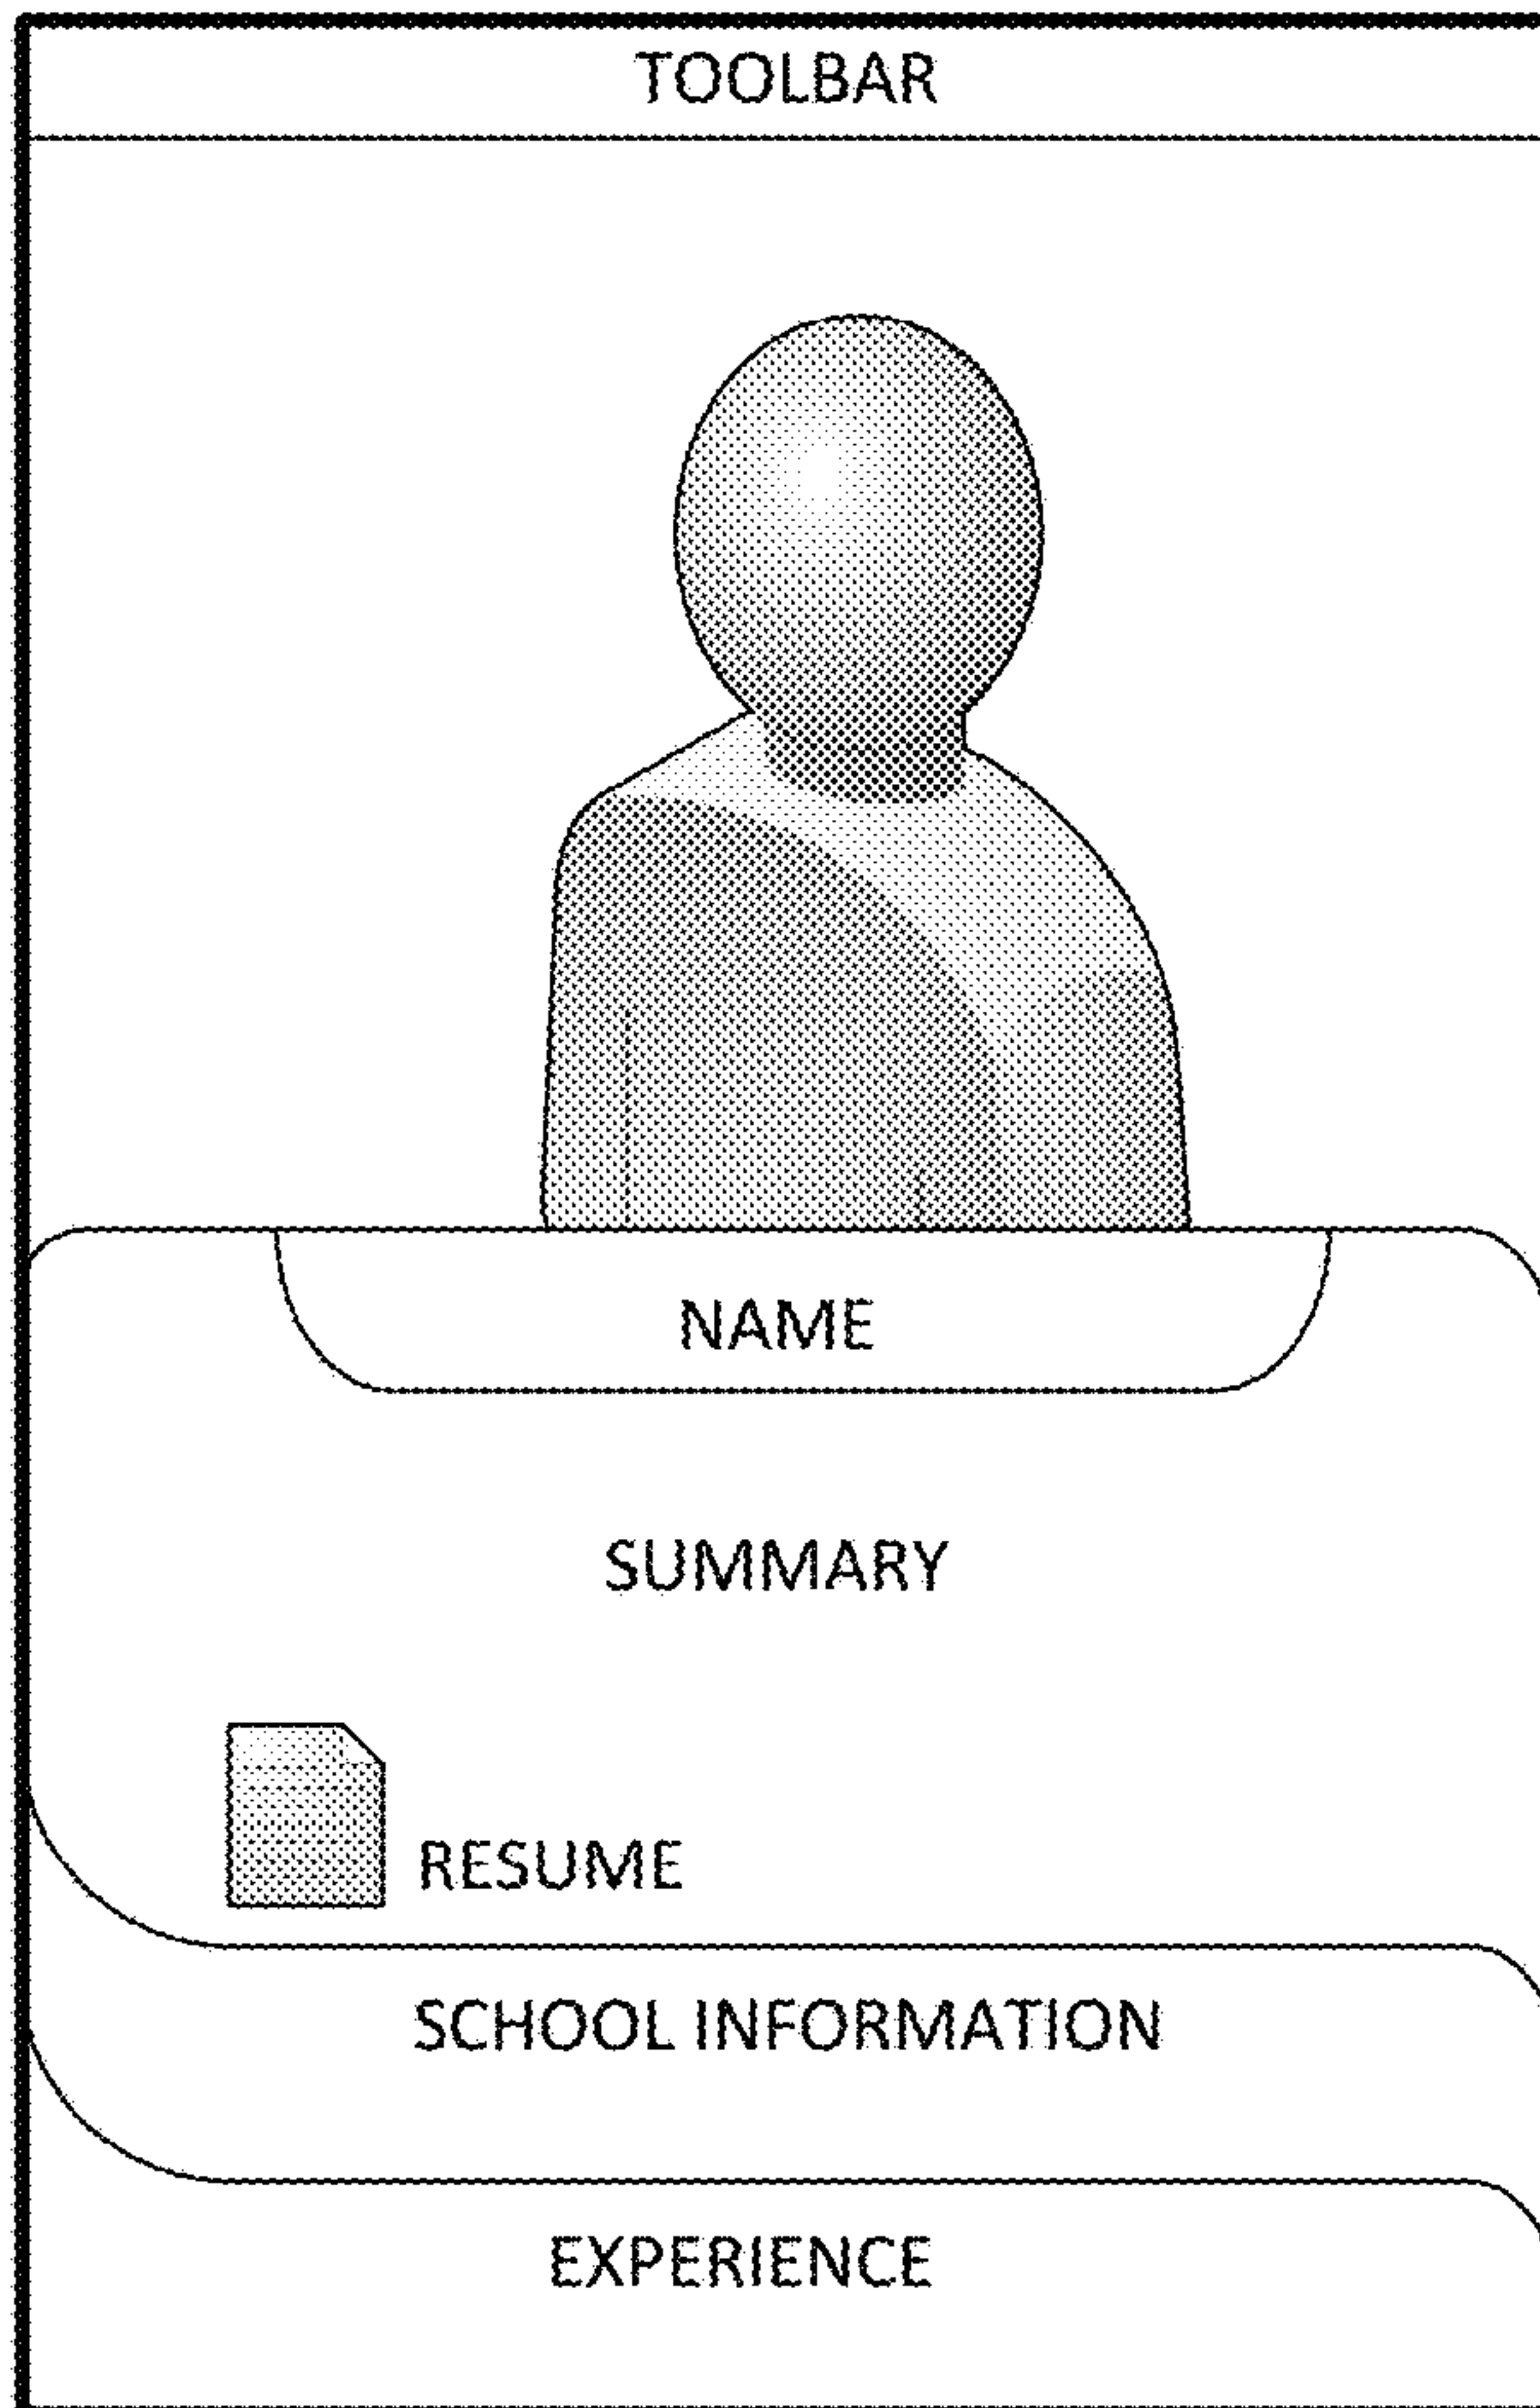 TOOLBAR
NAME
SUMMARY
RESUME
SCHOOL INFORMATION
EXPERIENCE